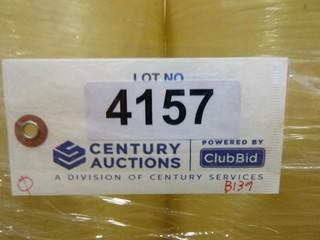 LOT NO
4157
CENTURY AUCTIONS
POWERED BY
ClubBid
A DIVISION OF CENTURY SERVICES
B139